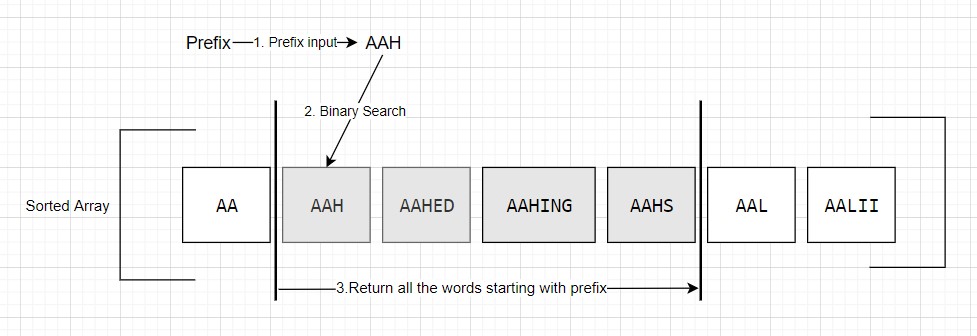 Prefix 1. Prefix input AAH
2. Binary Search
Sorted Array AA AAH AAHED AAHING AAHS AAL AALII
3.Return all the words starting with prefix